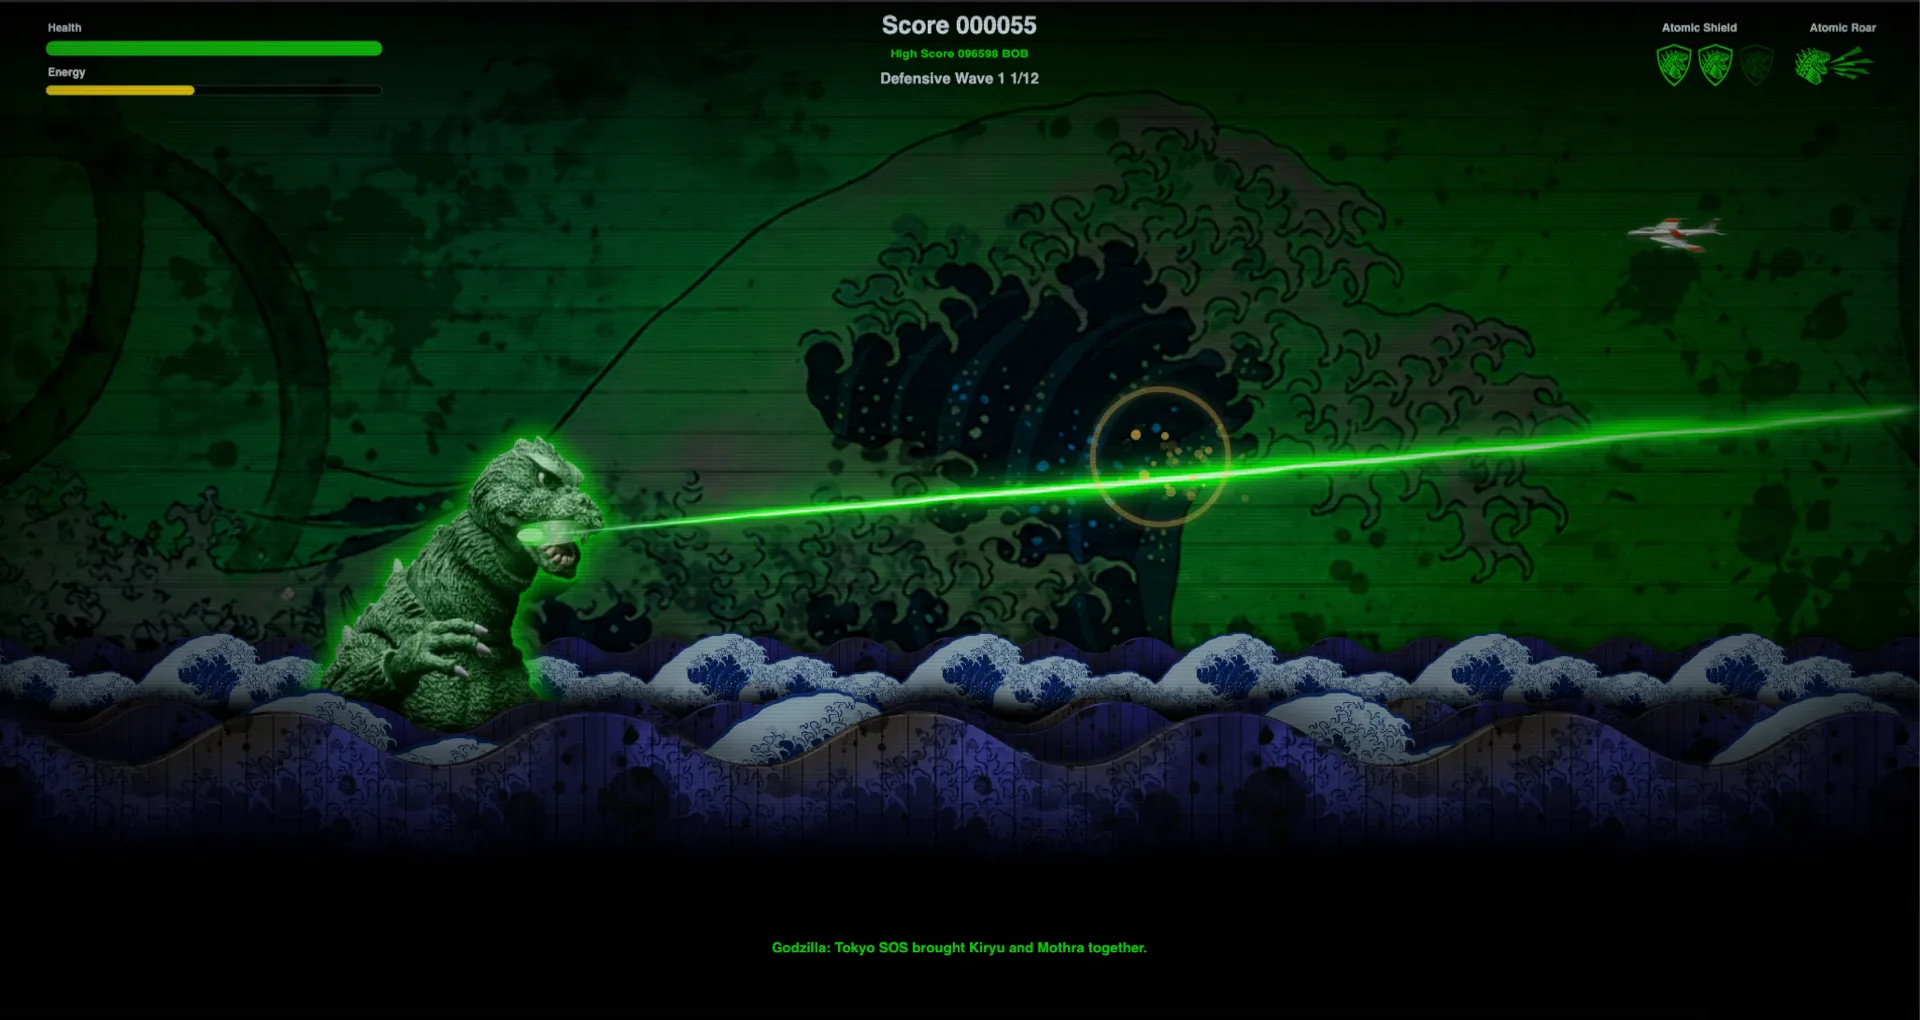 Health
Energy
Score 000055
High Score 096598 BOB
Defensive Wave 1 1/12
Atomic Shield
Atomic Roar
Godzilla: Tokyo SOS brought Kiryu and Mothra together.